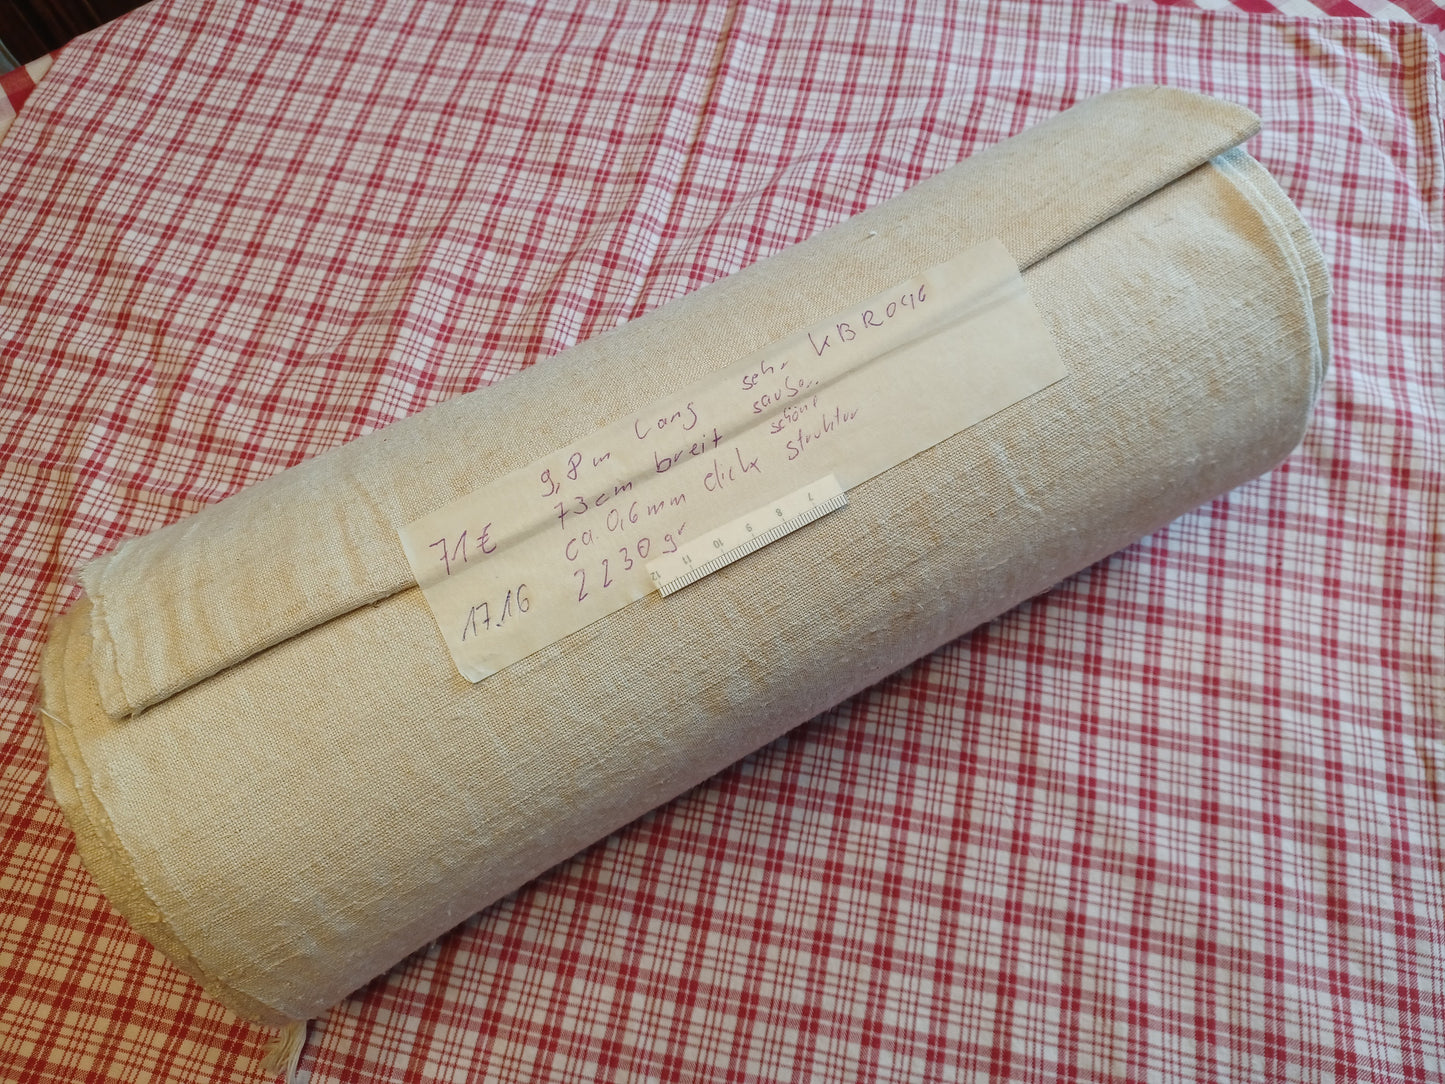 KBR046
9,8m lang sehr
71€ 73cm breit sauber
ca. 0,6mm dick schöne
17.16 2230gr Struktur
12 11 10 9 8 7